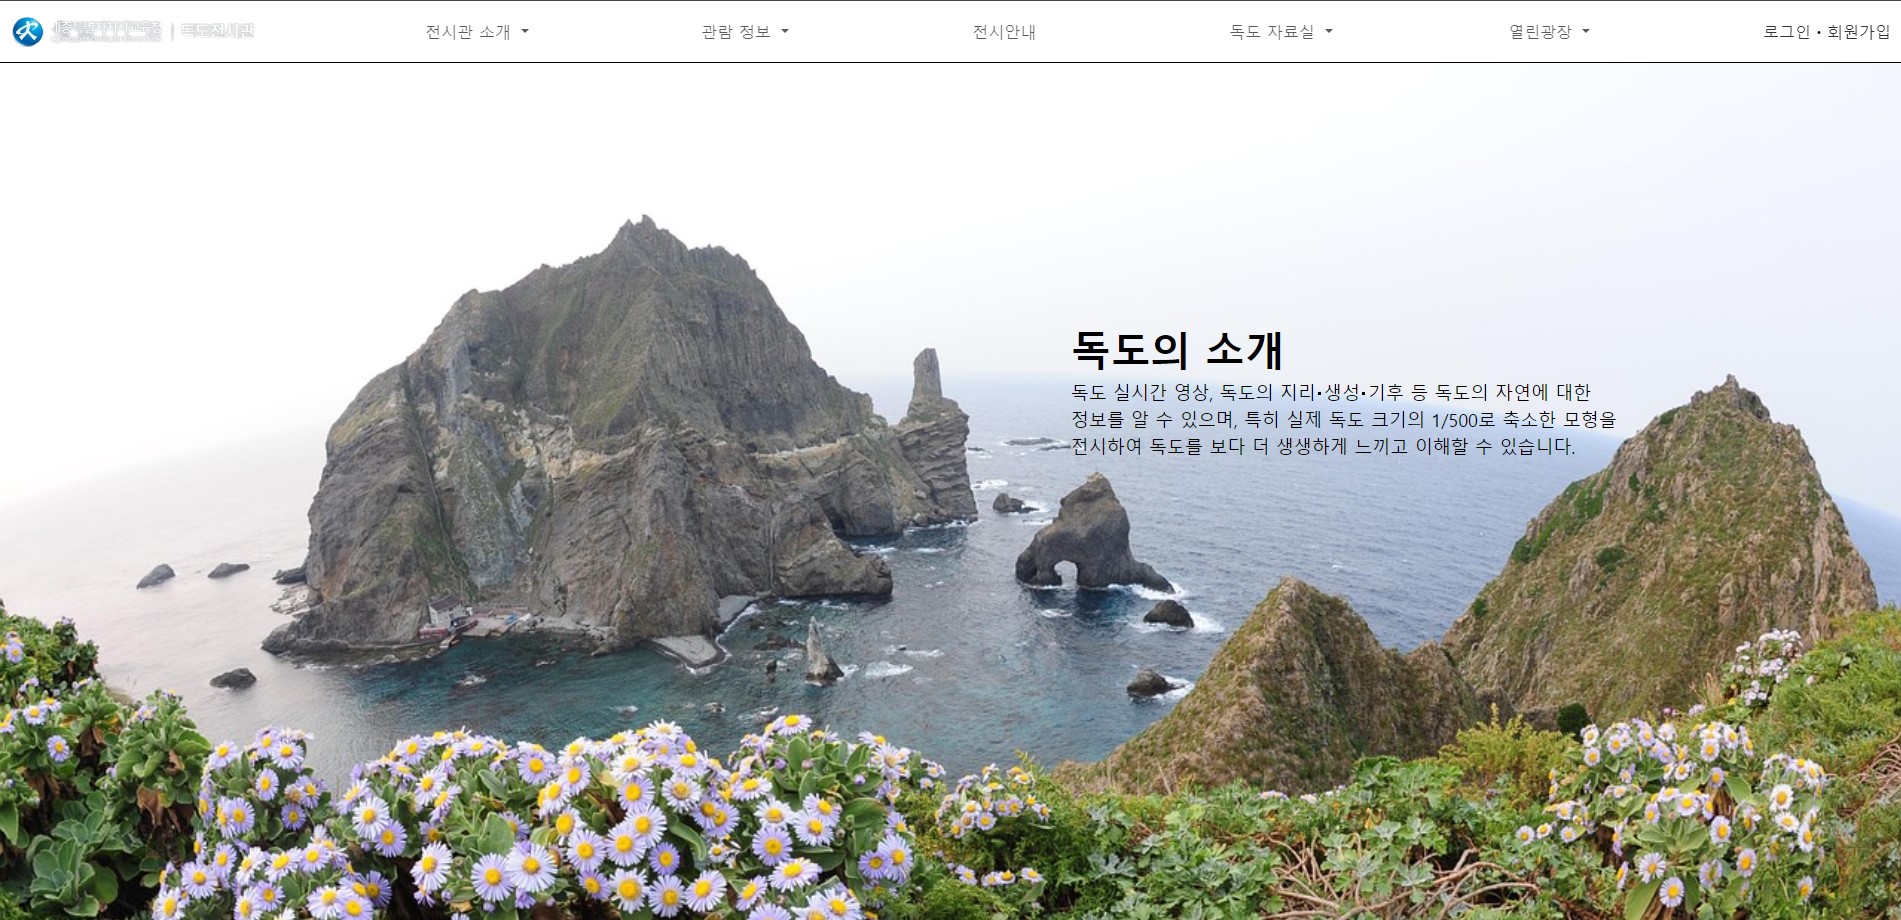 독도전시관
전시관 소개
관람 정보
전시안내
독도 자료실
열린광장
로그인 • 회원가입
독도의 소개
독도 실시간 영상, 독도의 지리·생성·기후 등 독도의 자연에 대한
정보를 알 수 있으며, 특히 실제 독도 크기의 1/500로 축소한 모형을
전시하여 독도를 보다 더 생생하게 느끼고 이해할 수 있습니다.